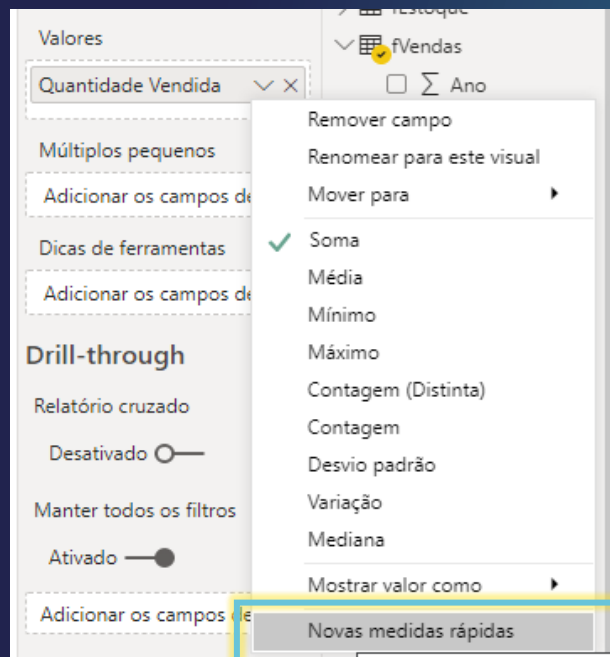 fEstoque
Valores
fVendas
Quantidade Vendida
Σ Ano
Remover campo
Múltiplos pequenos
Renomear para este visual
Adicionar os campos de
Mover para
Dicas de ferramentas
Soma
Adicionar os campos de
Média
Mínimo
Drill-through
Máximo
Relatório cruzado
Contagem (Distinta)
Contagem
Desativado
Desvio padrão
Manter todos os filtros
Variação
Ativado
Mediana
Mostrar valor como
Adicionar os campos de
Novas medidas rápidas